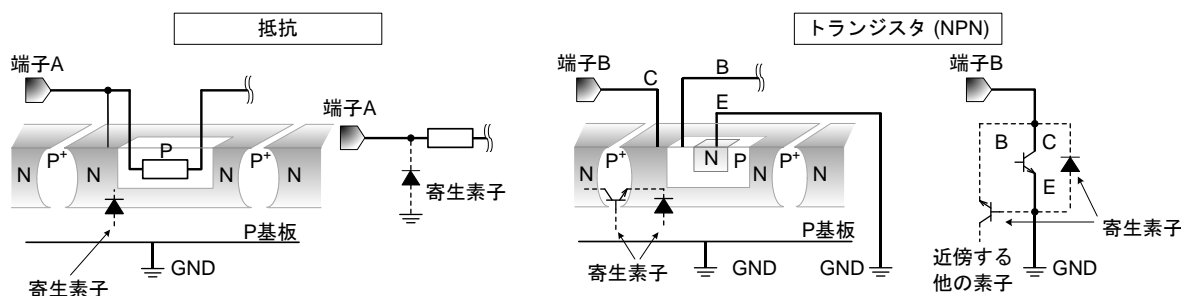 抵抗
端子A
N
P+
N
P
N
P+
N
P基板
GND
寄生素子
端子A
寄生素子
トランジスタ (NPN)
端子B
C
B
E
N
P+
N
N
P
N
P+
N
P基板
寄生素子
GND
GND
端子B
B
C
E
寄生素子
近傍する
他の素子